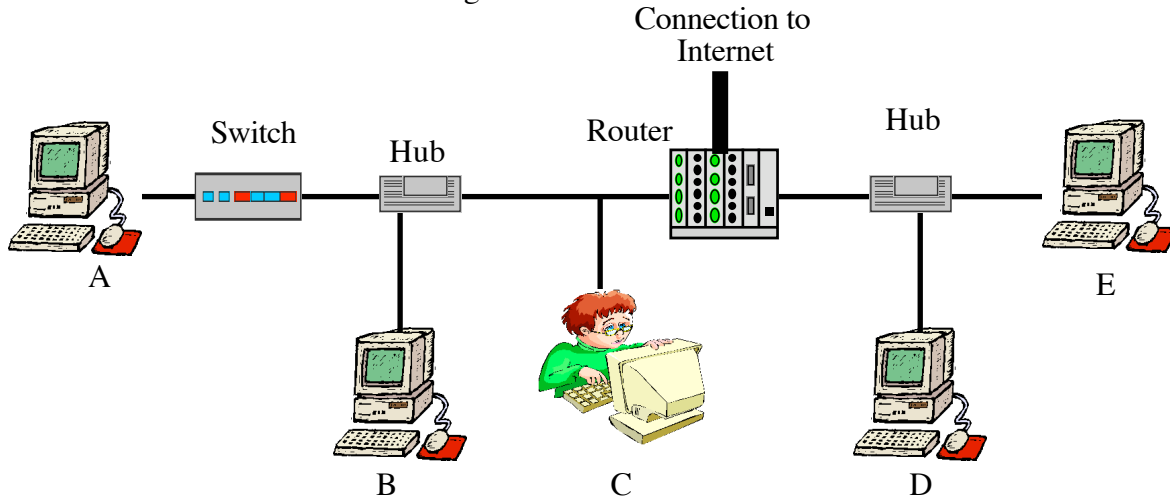 Connection to
Internet
Switch
Hub
Router
Hub
A
E
B
C
D